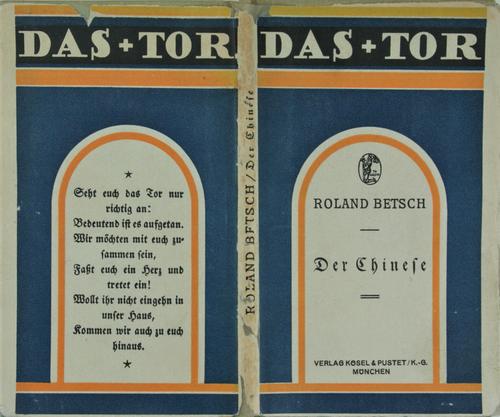 DAS+TOR
★
Seht euch das Tor nur
richtig an:
Bedeutend ist es aufgetan.
Wir möchten mit euch zu-
sammen sein,
Faßt euch ein Herz und
tretet ein!
Wollt ihr nicht eingehn in
unser Haus,
Kommen wir auch zu euch
hinaus.
★
ROLAND BETSCH / Der Chinese
DAS+TOR
ROLAND BETSCH
Der Chinese
VERLAG KÖSEL & PUSTET / K.-G.
MÜNCHEN